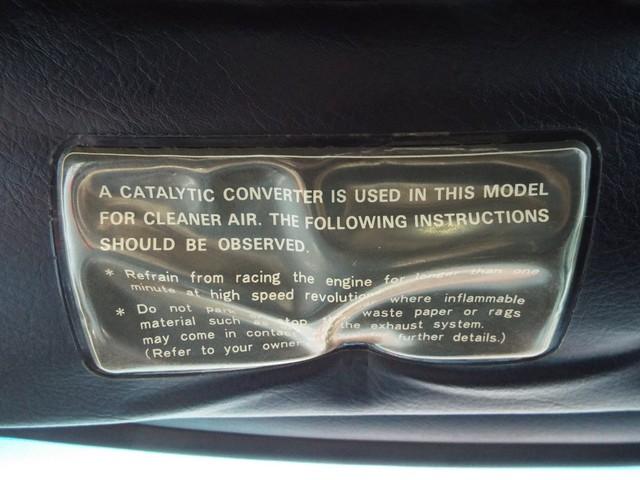 A CATALYTIC CONVERTER IS USED IN THIS MODEL
FOR CLEANER AIR. THE FOLLOWING INSTRUCTIONS
SHOULD BE OBSERVED.
* Refrain from racing the engine for longer than one
minute at high speed revolution
* Do not park where inflammable
material such waste paper or rags
may come in contact the exhaust system.
(Refer to your owner further details.)